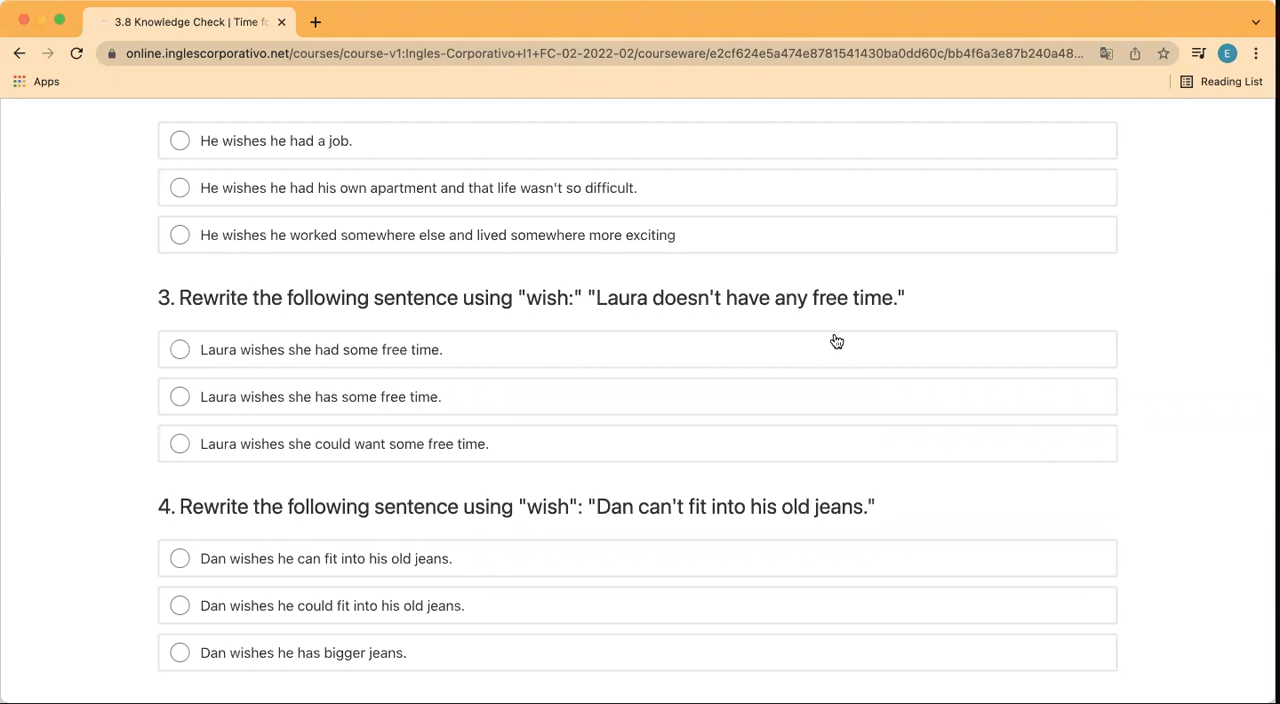 3.8 Knowledge Check | Time fo
online.inglescorporativo.net/courses/course-v1:Ingles-Corporativo+I1+FC-02-2022-02/courseware/e2cf624e5a474e8781541430ba0dd60c/bb4f6a3e87b240a48...
E
Apps
Reading List
He wishes he had a job.
He wishes he had his own apartment and that life wasn't so difficult.
He wishes he worked somewhere else and lived somewhere more exciting
3. Rewrite the following sentence using "wish:" "Laura doesn't have any free time."
Laura wishes she had some free time.
Laura wishes she has some free time.
Laura wishes she could want some free time.
4. Rewrite the following sentence using "wish": "Dan can't fit into his old jeans."
Dan wishes he can fit into his old jeans.
Dan wishes he could fit into his old jeans.
Dan wishes he has bigger jeans.